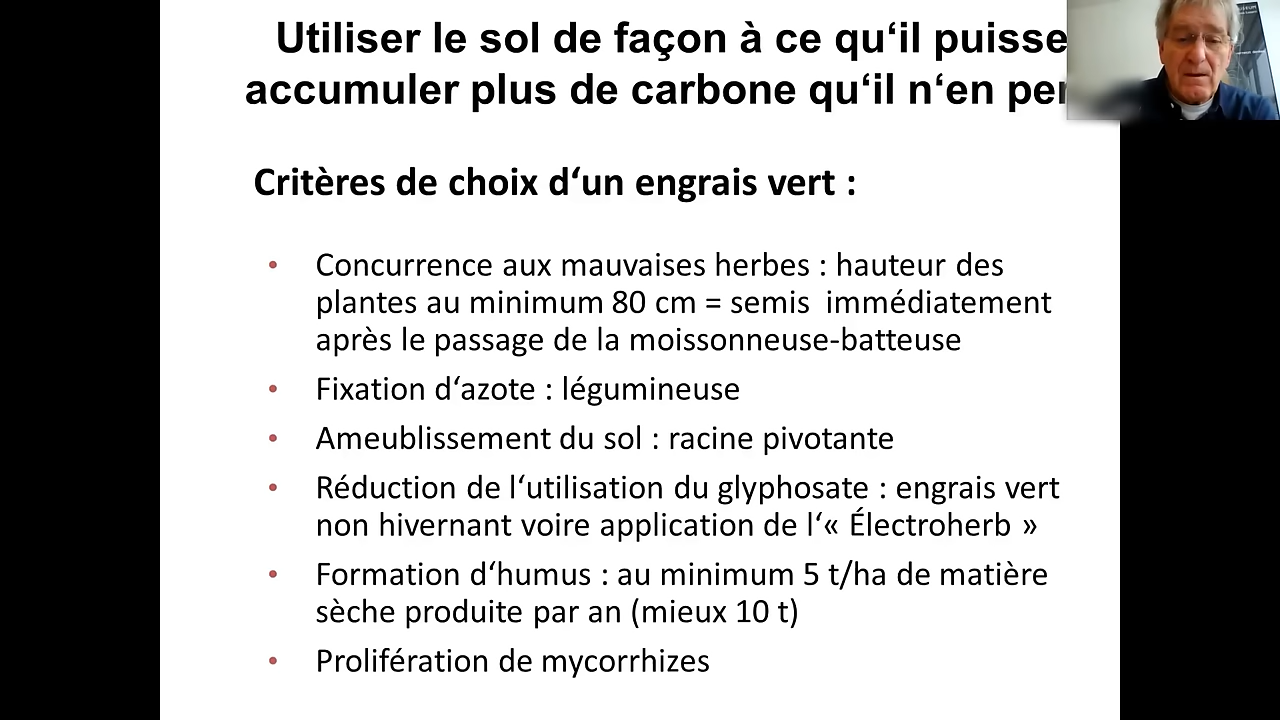 Utiliser le sol de façon à ce qu‘il puisse
accumuler plus de carbone qu‘il n‘en
Critères de choix d‘un engrais vert :
• Concurrence aux mauvaises herbes : hauteur des
plantes au minimum 80 cm = semis immédiatement
après le passage de la moissonneuse-batteuse
• Fixation d‘azote : légumineuse
• Ameublissement du sol : racine pivotante
• Réduction de l‘utilisation du glyphosate : engrais vert
non hivernant voire application de l‘« Électroherb »
• Formation d‘humus : au minimum 5 t/ha de matière
sèche produite par an (mieux 10 t)
• Prolifération de mycorrhizes